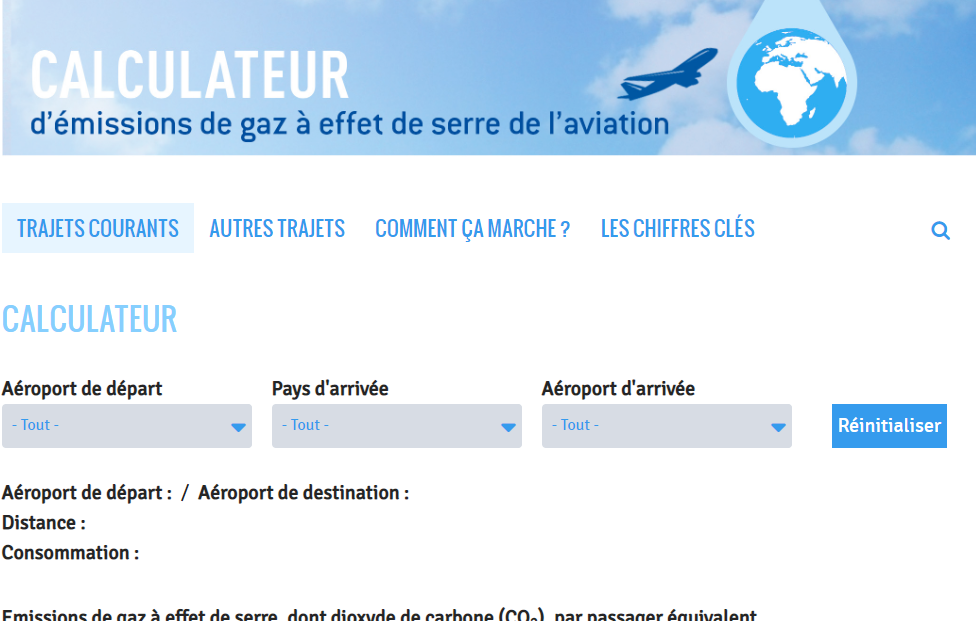 CALCULATEUR
d'émissions de gaz à effet de serre de l'aviation
TRAJETS COURANTS AUTRES TRAJETS COMMENT ÇA MARCHE ? LES CHIFFRES CLÉS
CALCULATEUR
Aéroport de départ Pays d'arrivée Aéroport d'arrivée
- Tout - - Tout - - Tout - Réinitialiser
Aéroport de départ : / Aéroport de destination :
Distance :
Consommation :
Emissions de gaz à effet de serre, dont dioxyde de carbone (CO₂), par passager équivalent